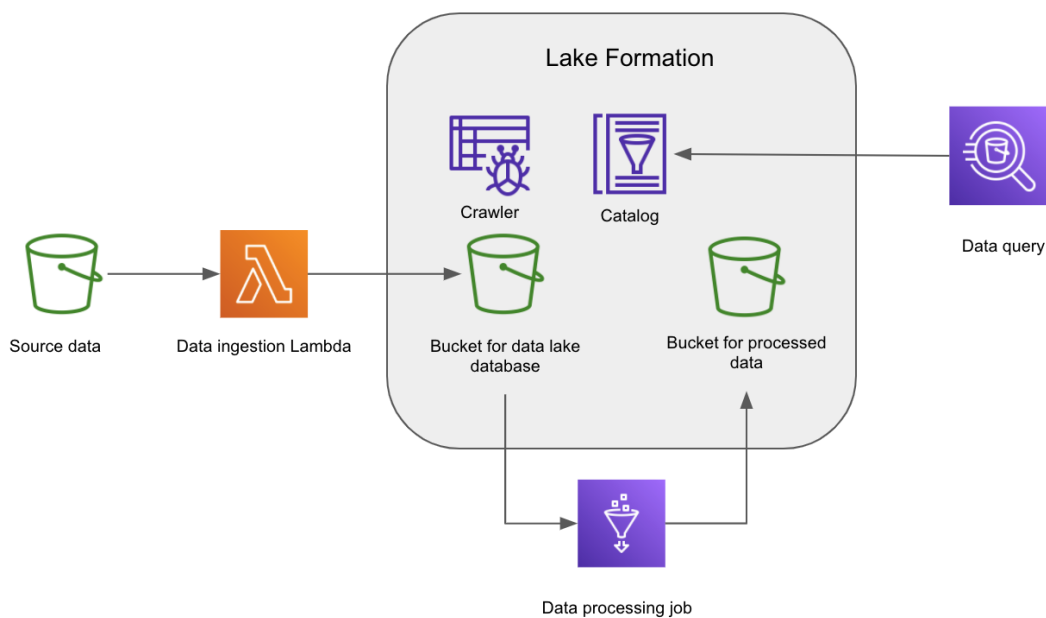 Lake Formation
Crawler
Catalog
Data query
Source data
Data ingestion Lambda
Bucket for data lake
database
Bucket for processed
data
Data processing job